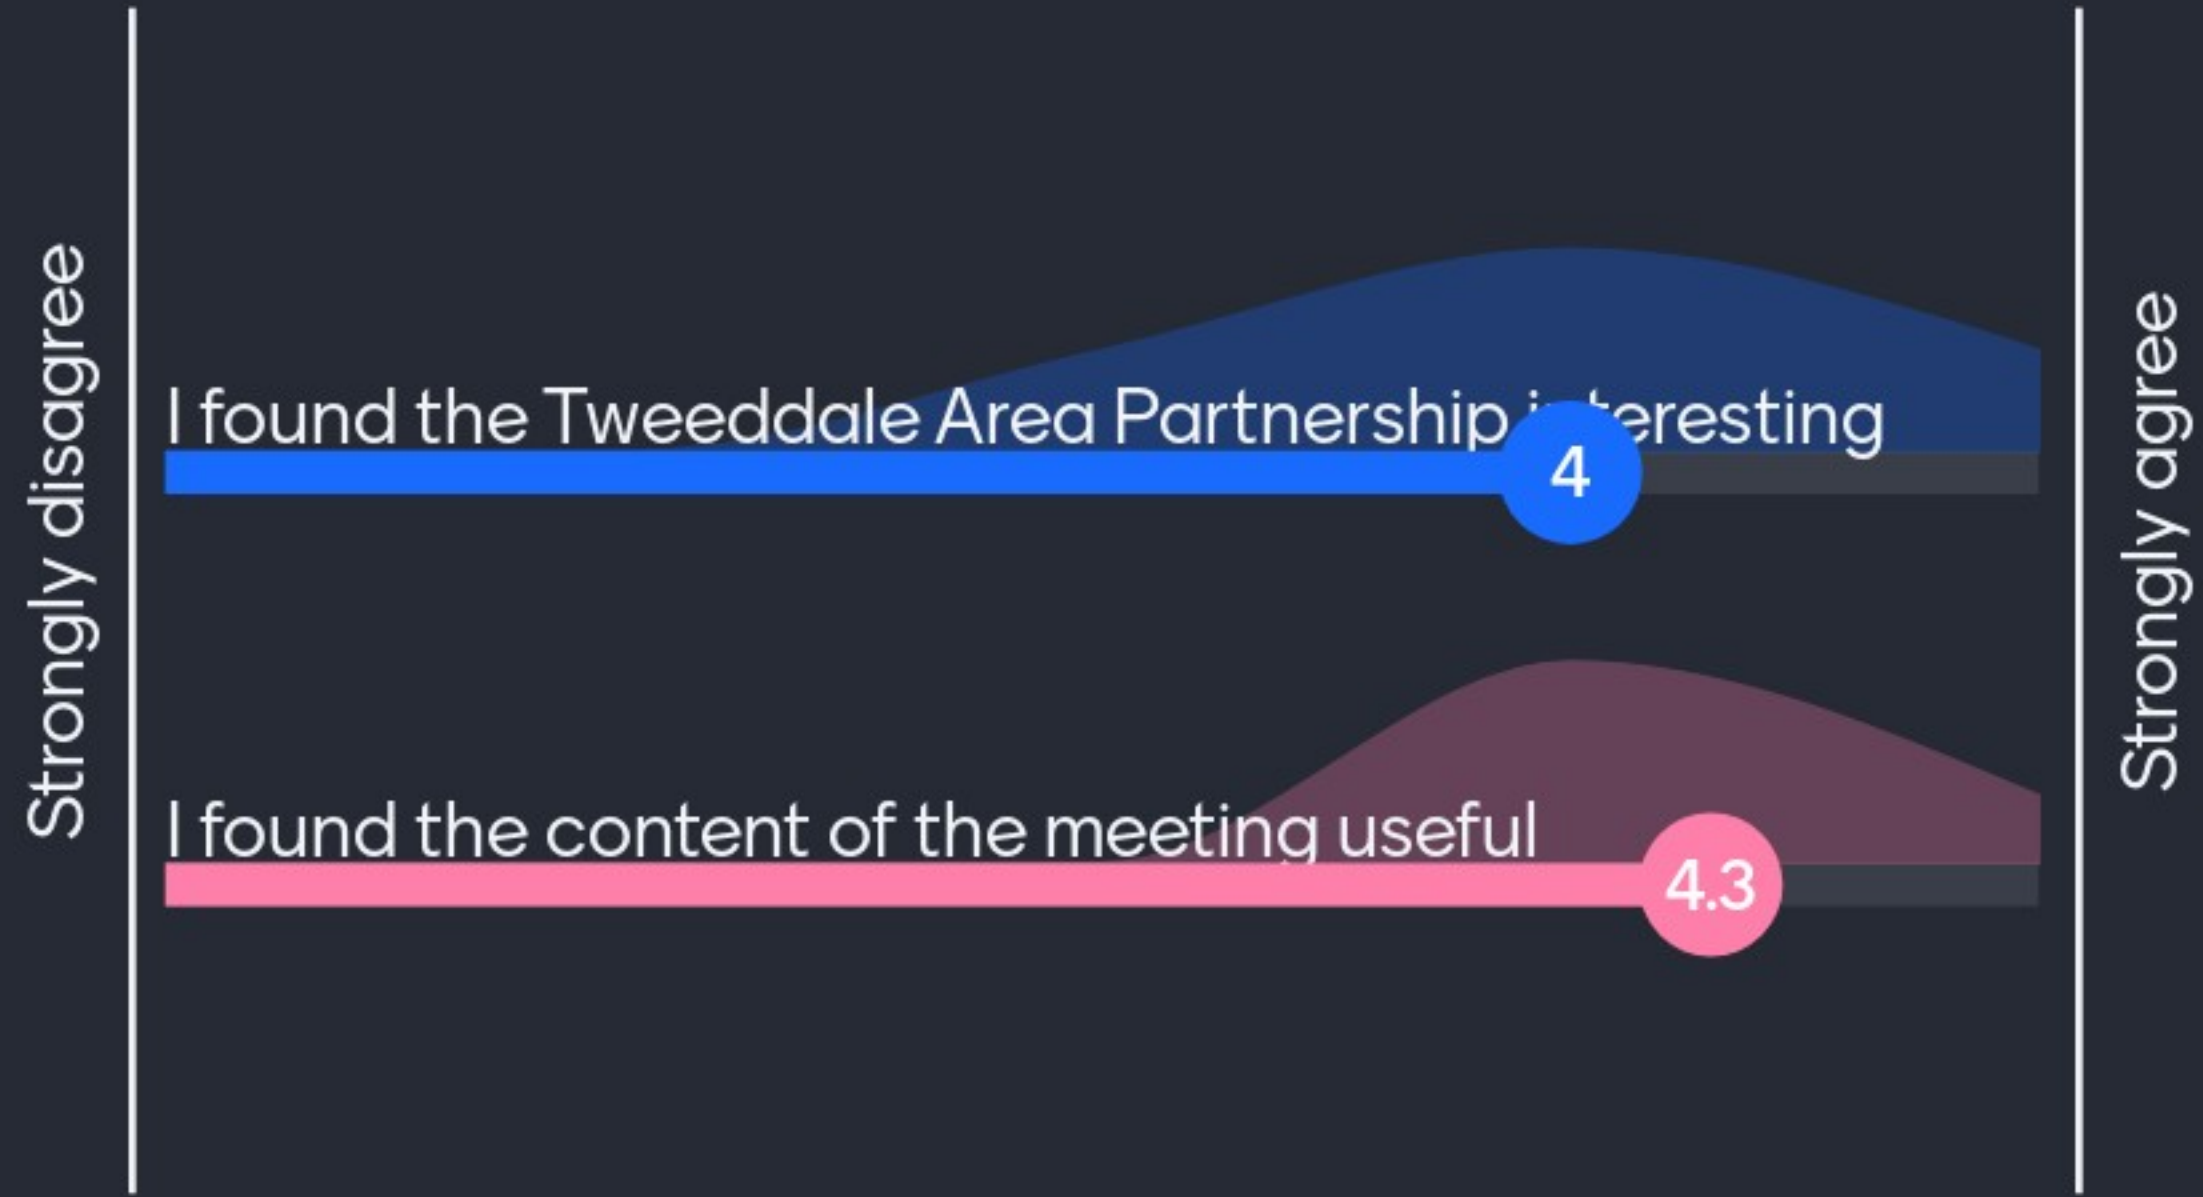 Strongly disagree
I found the Tweeddale Area Partnership interesting
4
I found the content of the meeting useful
4.3
Strongly agree